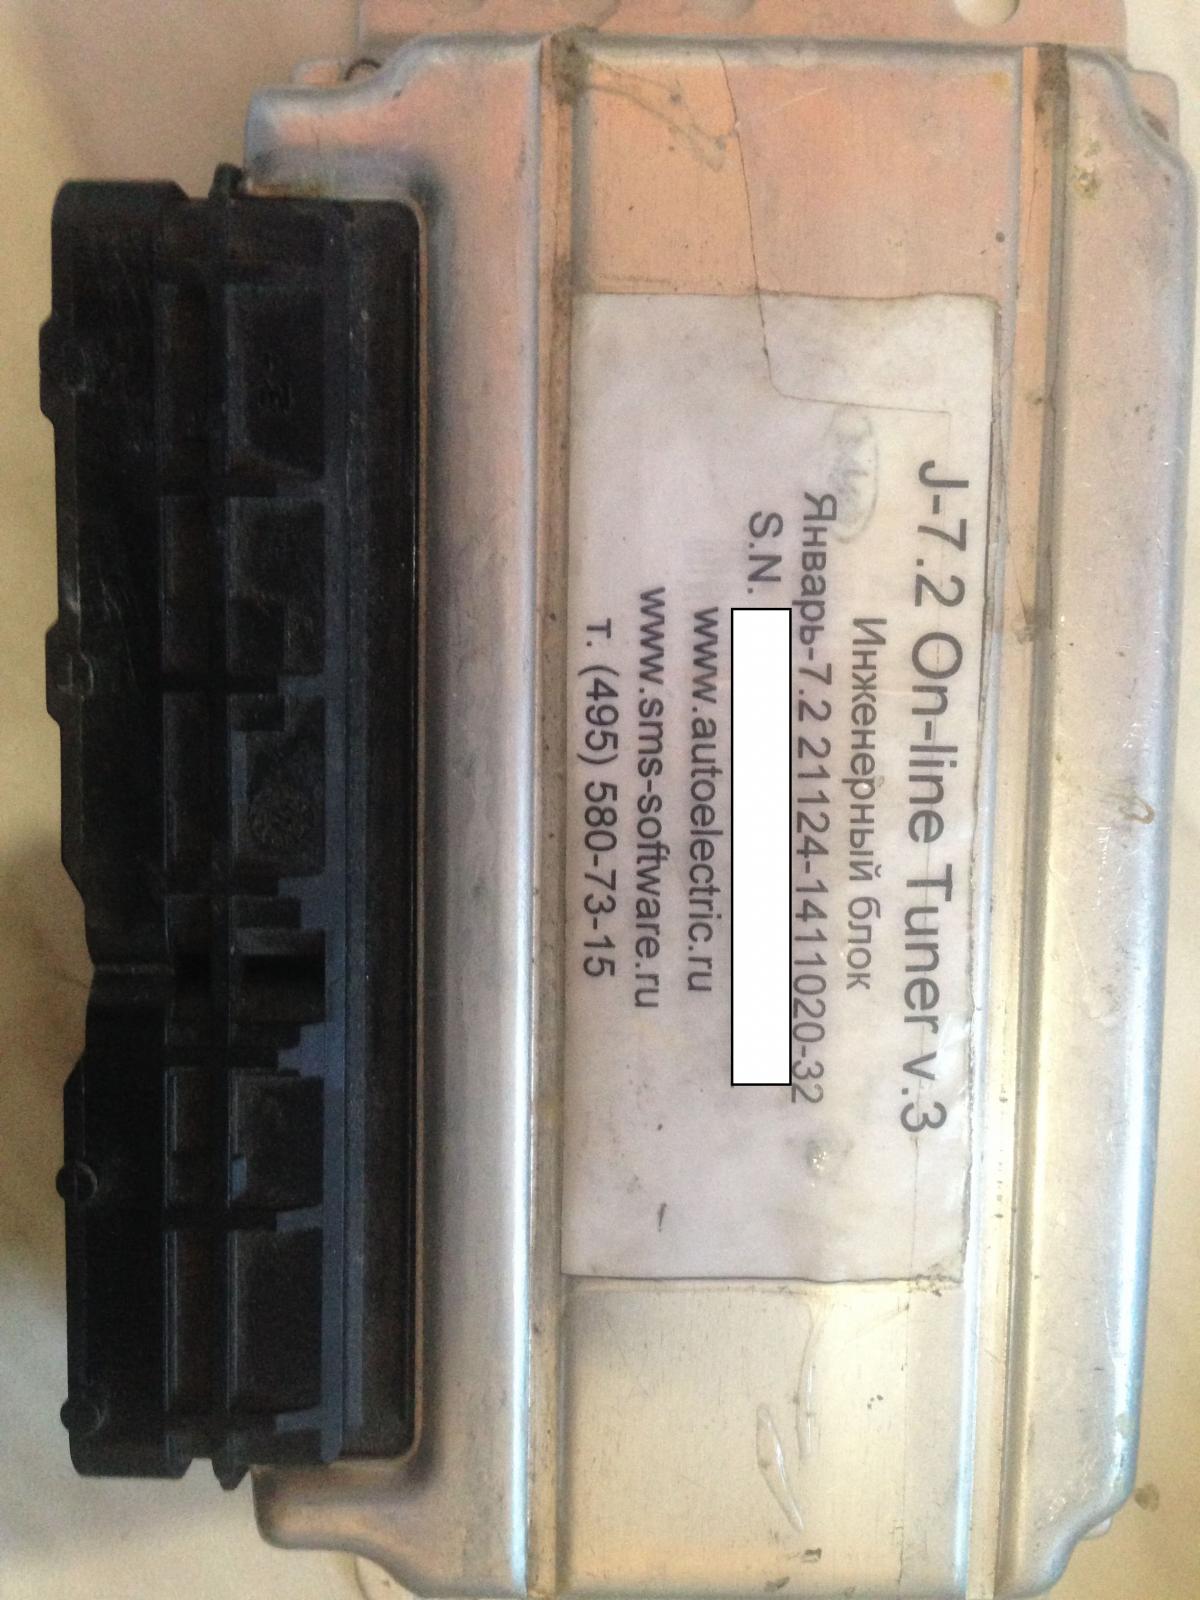 J-7.2 On-line Tuner v.3
Инженерный блок
Январь-7.2 21124-1411020-32
S.N.
www.autoelectric.ru
www.sms-software.ru
т. (495) 580-73-15